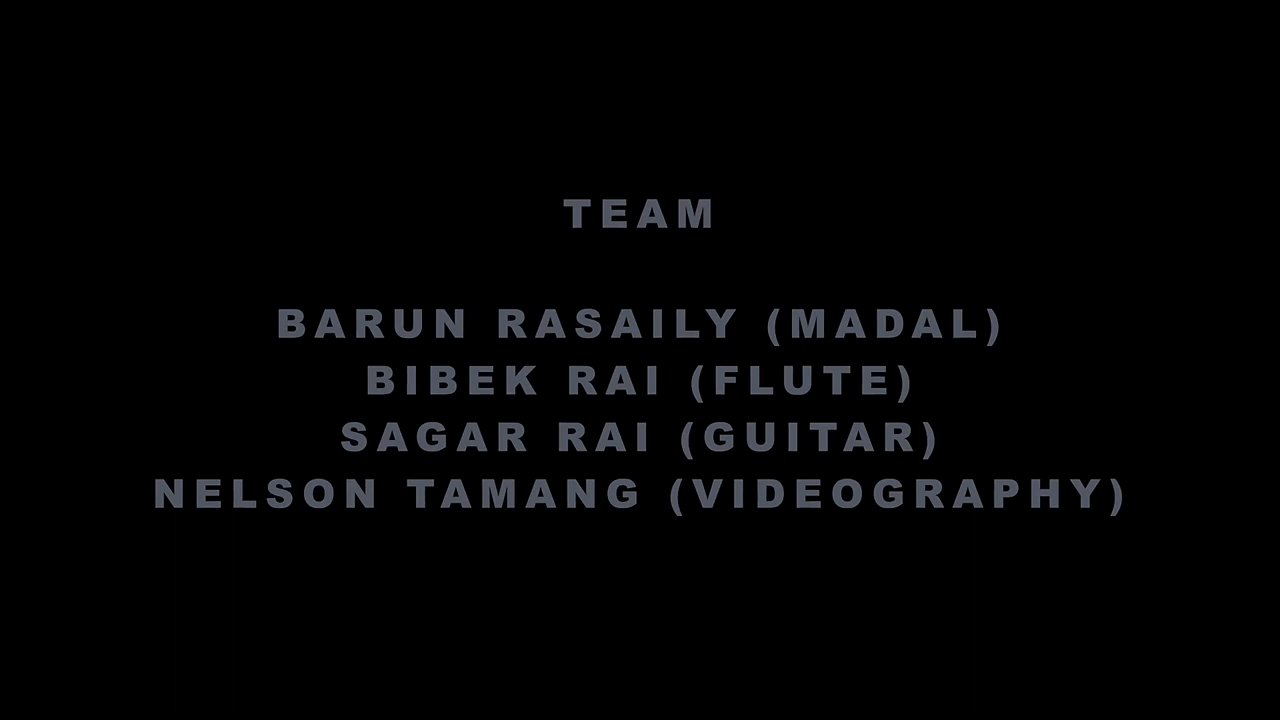 TEAM
BARUN RASAILY (MADAL)
BIBEK RAI (FLUTE)
SAGAR RAI (GUITAR)
NELSON TAMANG (VIDEOGRAPHY)